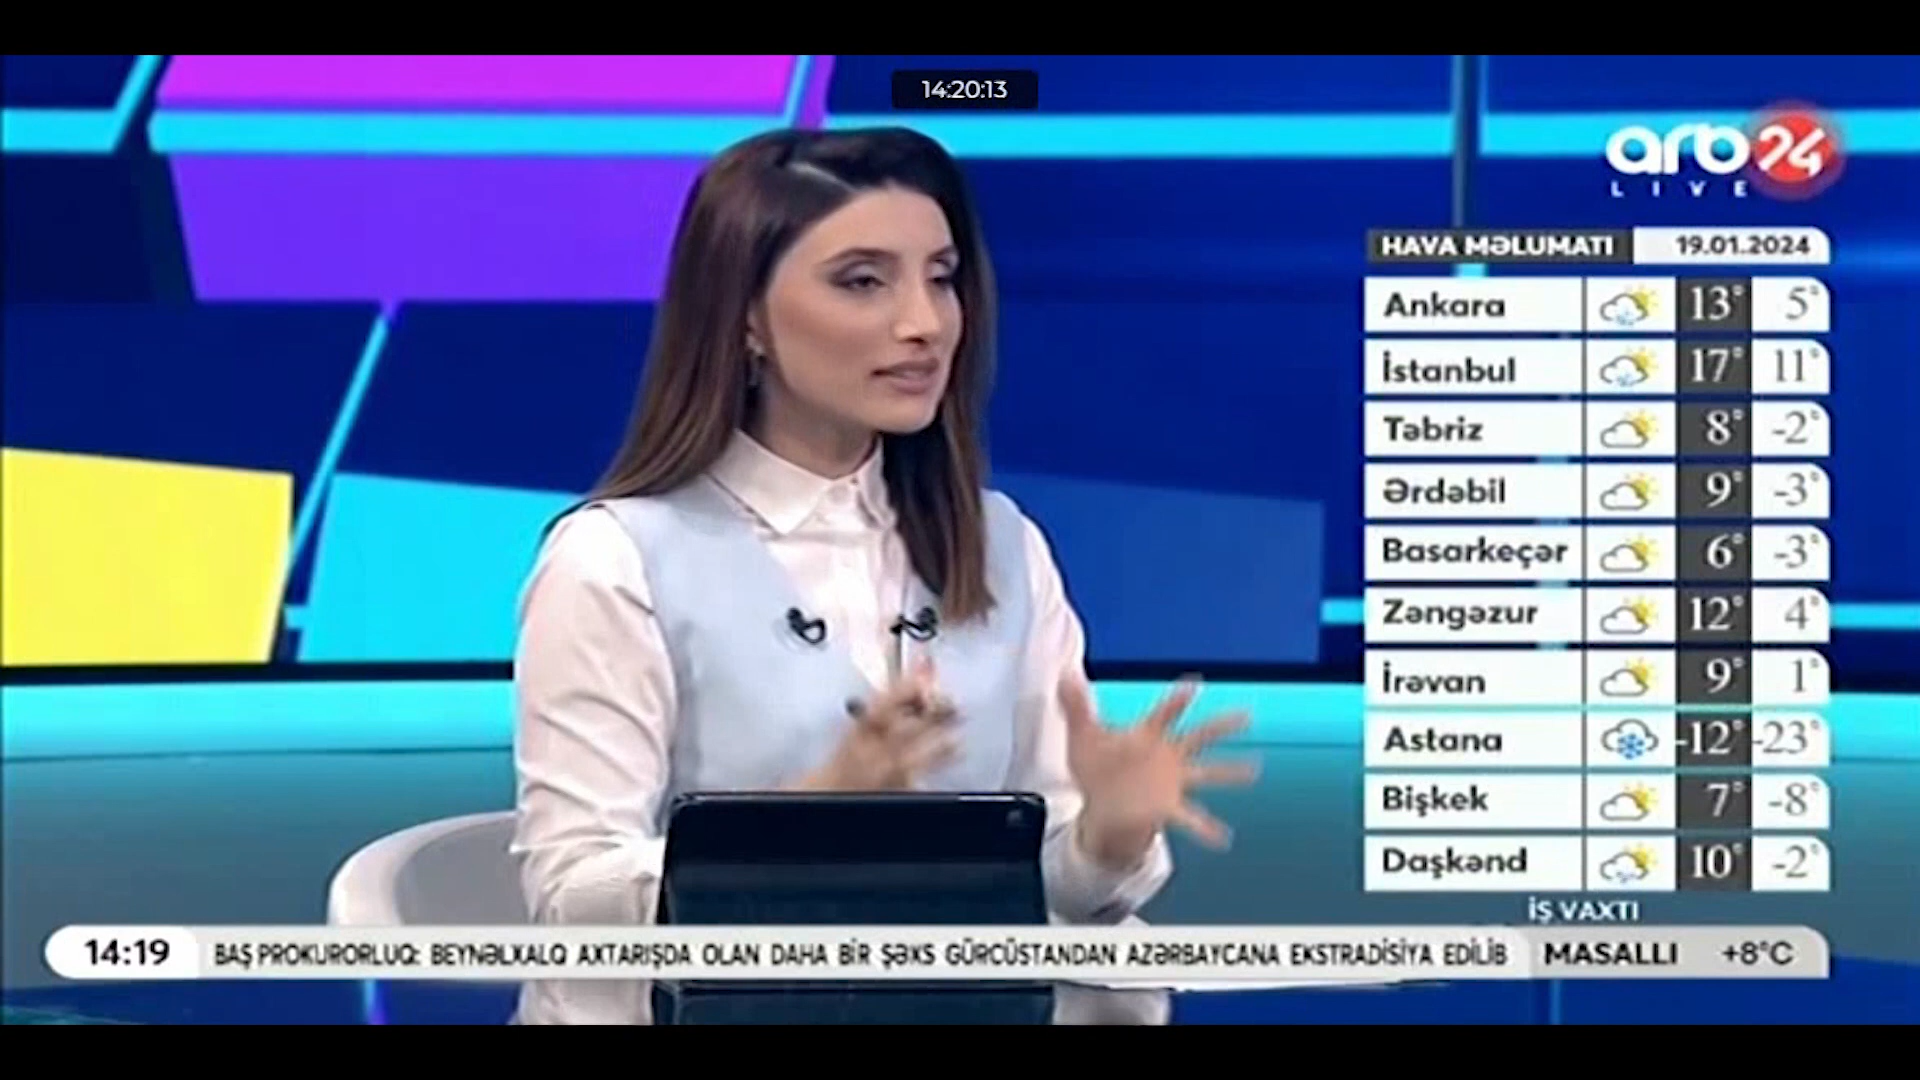 14:20:13
arb 24
LIVE
HAVA MƏLUMATI 19.01.2024
Ankara 13° 5°
İstanbul 17° 11°
Təbriz 8° -2°
Ərdəbil 9° -3°
Basarkeçər 6° -3°
Zəngəzur 12° 4°
İrəvan 9° 1°
Astana -12° -23°
Bişkek 7° -8°
Daşkənd 10° -2°
İŞ VAXTI
14:19 BAŞ PROKURORLUQ: BEYNƏLXALQ AXTARIŞDA OLAN DAHA BİR ŞƏXS GÜRCÜSTANDAN AZƏRBAYCANA EKSTRADİSİYA EDİLİB MASALLI +8°C